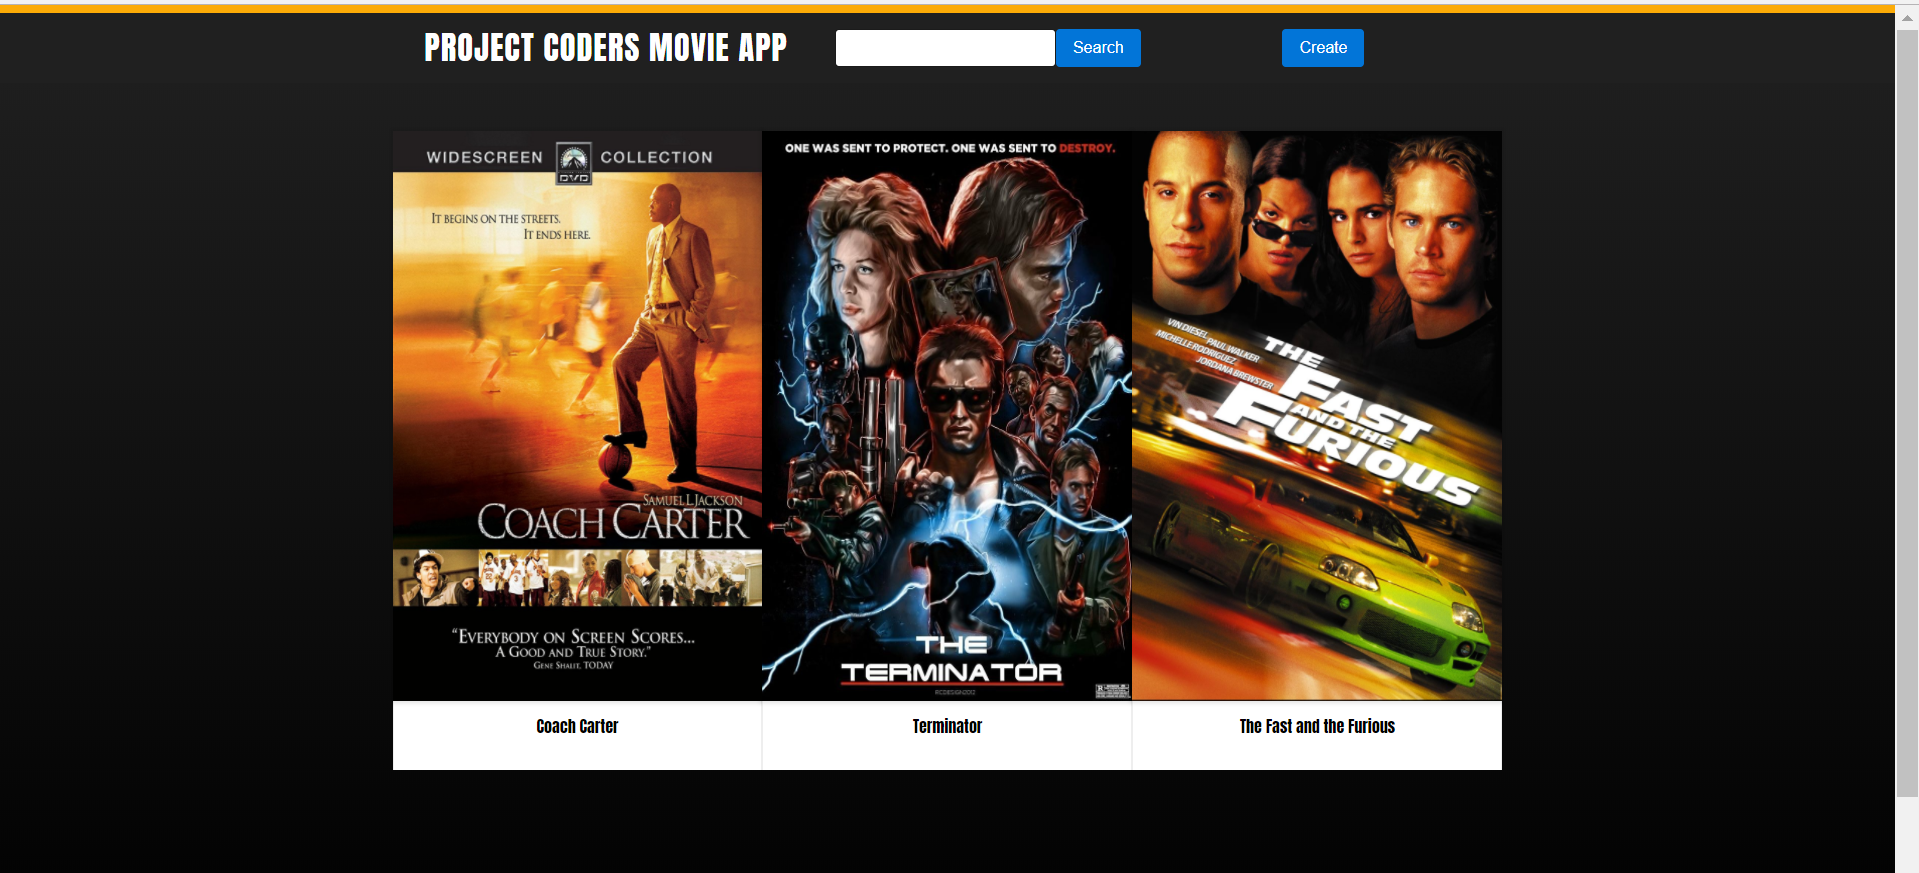 PROJECT CODERS MOVIE APP
Search
Create
WIDESCREEN COLLECTION
DVD
IT BEGINS ON THE STREETS.
IT ENDS HERE.
SAMUEL L. JACKSON
COACH CARTER
“EVERYBODY ON SCREEN SCORES...
A GOOD AND TRUE STORY.”
GENE SHALIT, TODAY
Coach Carter
ONE WAS SENT TO PROTECT. ONE WAS SENT TO DESTROY.
THE
TERMINATOR
RCDESIGN2012
R
Terminator
VIN DIESEL PAUL WALKER
MICHELLE RODRIGUEZ
JORDANA BREWSTER
THE
FAST
AND THE
FURIOUS
The Fast and the Furious